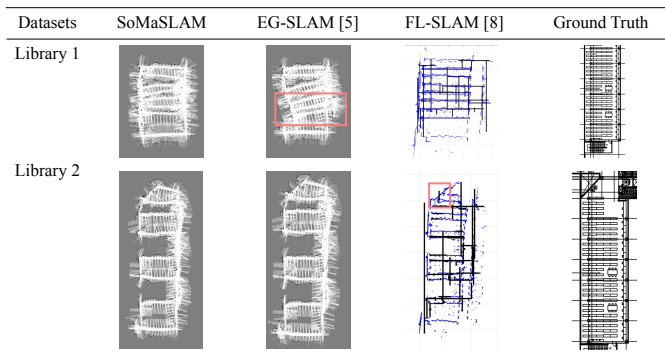 Datasets SoMaSLAM EG-SLAM [5] FL-SLAM [8] Ground Truth
Library 1
Library 2